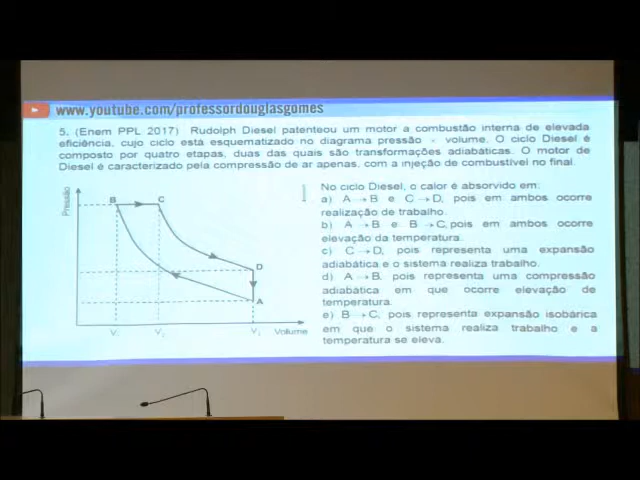 www.youtube.com/professordouglasgomes
5. (Enem PPL 2017) Rudolph Diesel patenteou um motor a combustão interna de elevada
eficiência, cujo ciclo está esquematizado no diagrama pressão - volume. O ciclo Diesel é
composto por quatro etapas, duas das quais são transformações adiabáticas. O motor de
Diesel é caracterizado pela compressão de ar apenas, com a injeção de combustível no final.
Pressão
B
C
D
A
V₁
V₂
V₃
Volume
No ciclo Diesel, o calor é absorvido em:
a) A → B e C → D, pois em ambos ocorre
realização de trabalho.
b) A → B e B → C, pois em ambos ocorre
elevação da temperatura.
c) C → D, pois representa uma expansão
adiabática e o sistema realiza trabalho.
d) A → B, pois representa uma compressão
adiabática em que ocorre elevação de
temperatura.
e) B → C, pois representa expansão isobárica
em que o sistema realiza trabalho e a
temperatura se eleva.